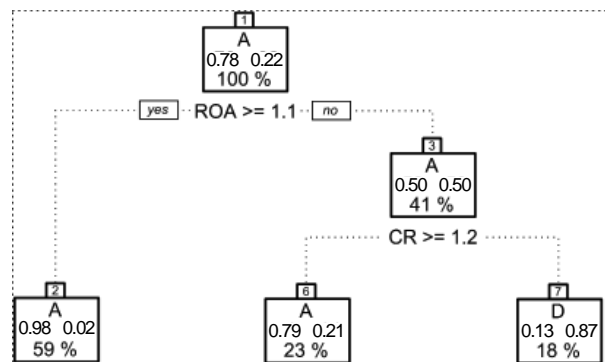 1
A
0.78 0.22
100 %
yes ROA >= 1.1 no
3
A
0.50 0.50
41 %
CR >= 1.2
2
A
0.98 0.02
59 %
6
A
0.79 0.21
23 %
7
D
0.13 0.87
18 %